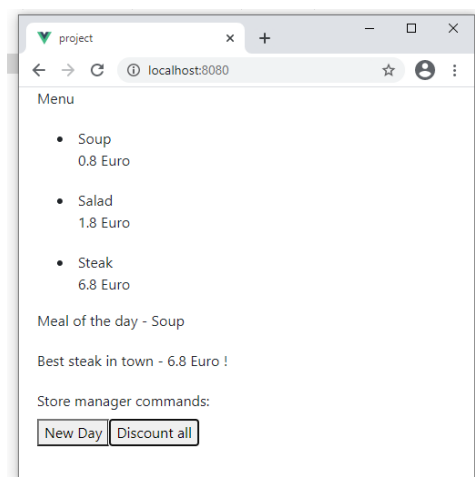 project
localhost:8080
Menu
Soup
0.8 Euro
Salad
1.8 Euro
Steak
6.8 Euro
Meal of the day - Soup
Best steak in town - 6.8 Euro !
Store manager commands:
New Day Discount all